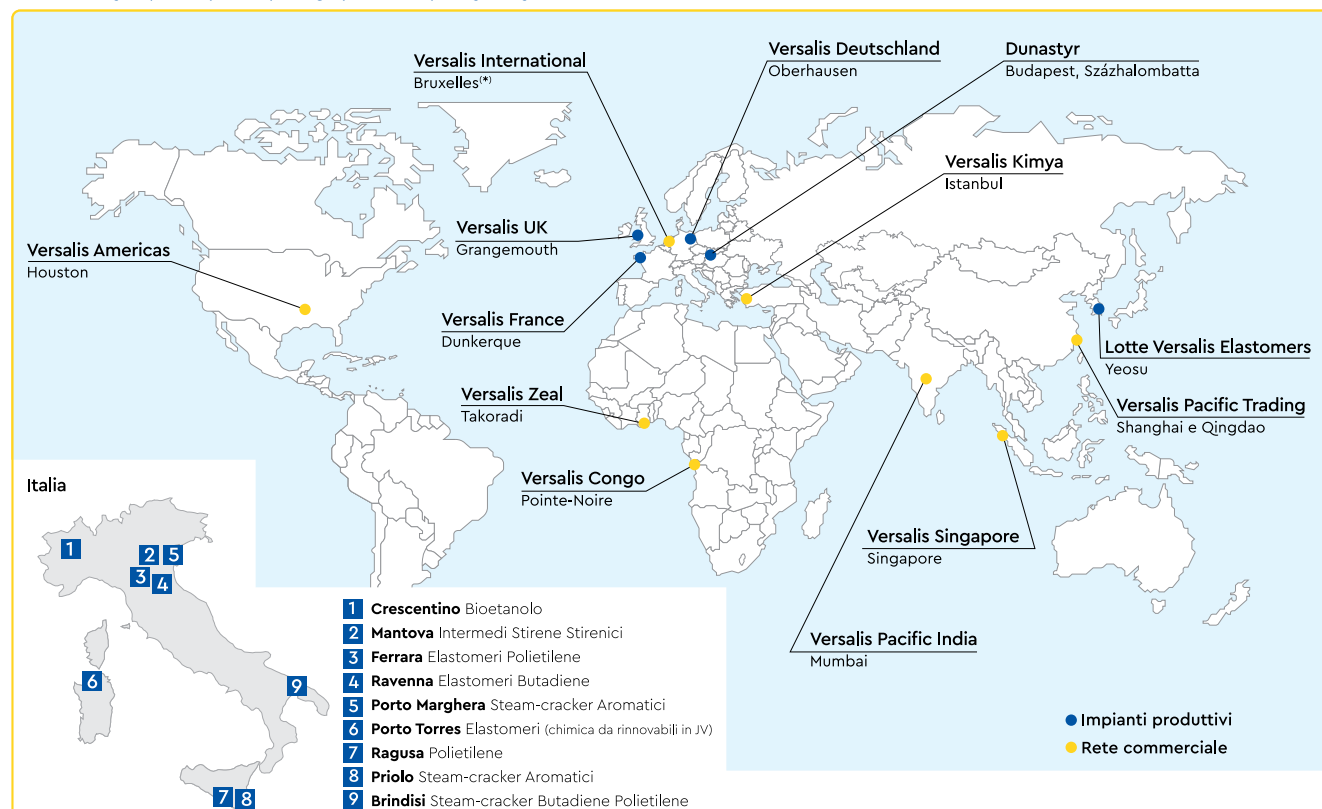 Versalis International
Bruxelles(*)
Versalis Deutschland
Oberhausen
Dunastyr
Budapest, Százhalombatta
Versalis Kimya
Istanbul
Versalis UK
Grangemouth
Versalis Americas
Houston
Versalis France
Dunkerque
Lotte Versalis Elastomers
Yeosu
Versalis Zeal
Takoradi
Versalis Pacific Trading
Shanghai e Qingdao
Versalis Congo
Pointe-Noire
Versalis Singapore
Singapore
Versalis Pacific India
Mumbai
Italia
1
2
5
3
4
6
9
7
8
1 Crescentino Bioetanolo
2 Mantova Intermedi Stirene Stirenici
3 Ferrara Elastomeri Polietilene
4 Ravenna Elastomeri Butadiene
5 Porto Marghera Steam-cracker Aromatici
6 Porto Torres Elastomeri (chimica da rinnovabili in JV)
7 Ragusa Polietilene
8 Priolo Steam-cracker Aromatici
9 Brindisi Steam-cracker Butadiene Polietilene
Impianti produttivi
Rete commerciale